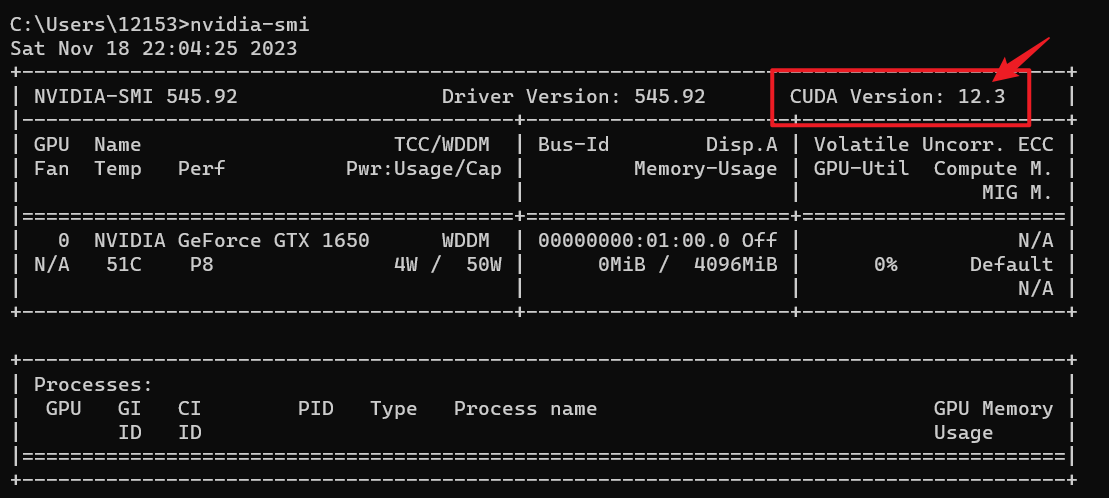 C:\Users\12153>nvidia-smi
Sat Nov 18 22:04:25 2023
+-----------------------------------------------------------------------------------------+
| NVIDIA-SMI 545.92                 Driver Version: 545.92       CUDA Version: 12.3     |
|-----------------------------------------+----------------------+----------------------+
| GPU  Name                     TCC/WDDM  | Bus-Id        Disp.A | Volatile Uncorr. ECC |
| Fan  Temp   Perf          Pwr:Usage/Cap |         Memory-Usage | GPU-Util  Compute M. |
|                                         |                      |               MIG M. |
|=========================================+======================+======================|
|   0  NVIDIA GeForce GTX 1650      WDDM  | 00000000:01:00.0 Off |                  N/A |
| N/A   51C    P8               4W /  50W |      0MiB /  4096MiB |      0%      Default |
|                                         |                      |                  N/A |
+-----------------------------------------+----------------------+----------------------+
+---------------------------------------------------------------------------------------+
| Processes:                                                                            |
|  GPU   GI   CI        PID   Type   Process name                            GPU Memory |
|        ID   ID                                                             Usage      |
|=======================================================================================|
+---------------------------------------------------------------------------------------+